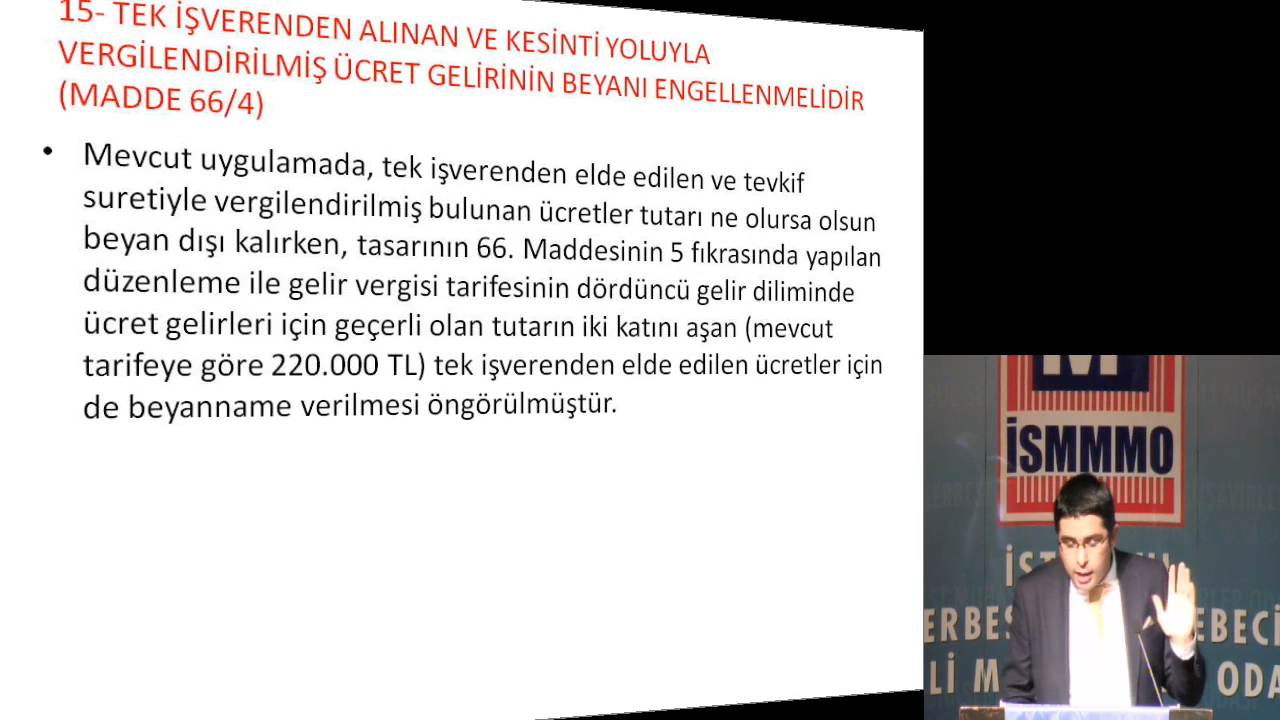 15- TEK İŞVERENDEN ALINAN VE KESİNTİ YOLUYLA
VERGİLENDİRİLMİŞ ÜCRET GELİRİNİN BEYANI ENGELLENMELİDİR
(MADDE 66/4)
• Mevcut uygulamada, tek işverenden elde edilen ve tevkif
suretiyle vergilendirilmiş bulunan ücretler tutarı ne olursa olsun
beyan dışı kalırken, tasarının 66. Maddesinin 5 fıkrasında yapılan
düzenleme ile gelir vergisi tarifesinin dördüncü gelir diliminde
ücret gelirleri için geçerli olan tutarın iki katını aşan (mevcut
tarifeye göre 220.000 TL) tek işverenden elde edilen ücretler için
de beyanname verilmesi öngörülmüştür.
İSMMMO